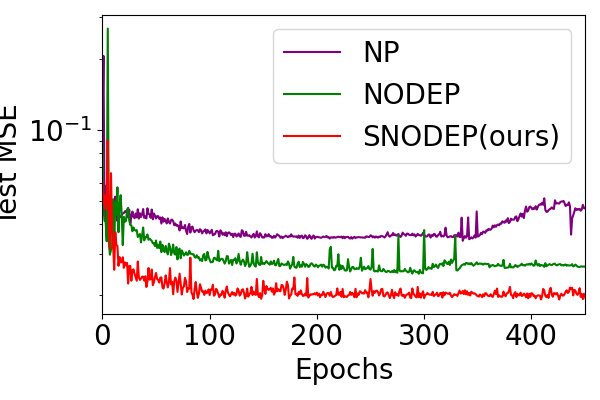 NP
NODEP
SNODEP(ours)
Test MSE
10⁻¹
0 100 200 300 400
Epochs